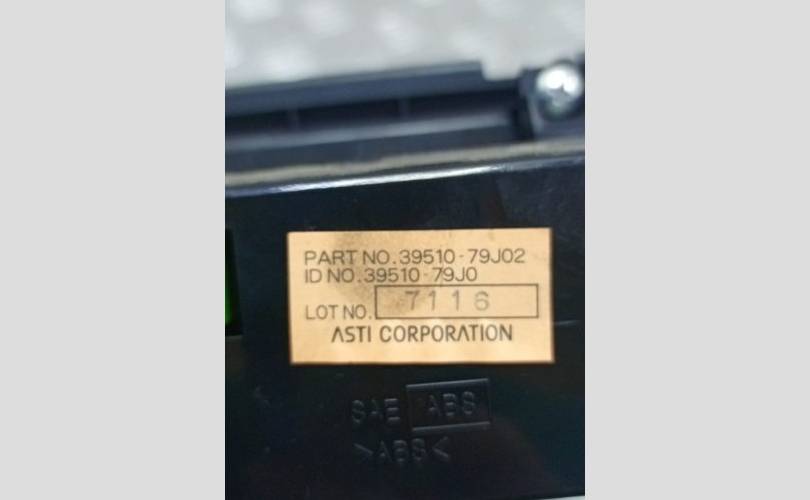 PART NO.39510-79J02
ID NO.39510-79J0
LOT NO. 7116
ASTI CORPORATION
SAE ABS
>ABS<